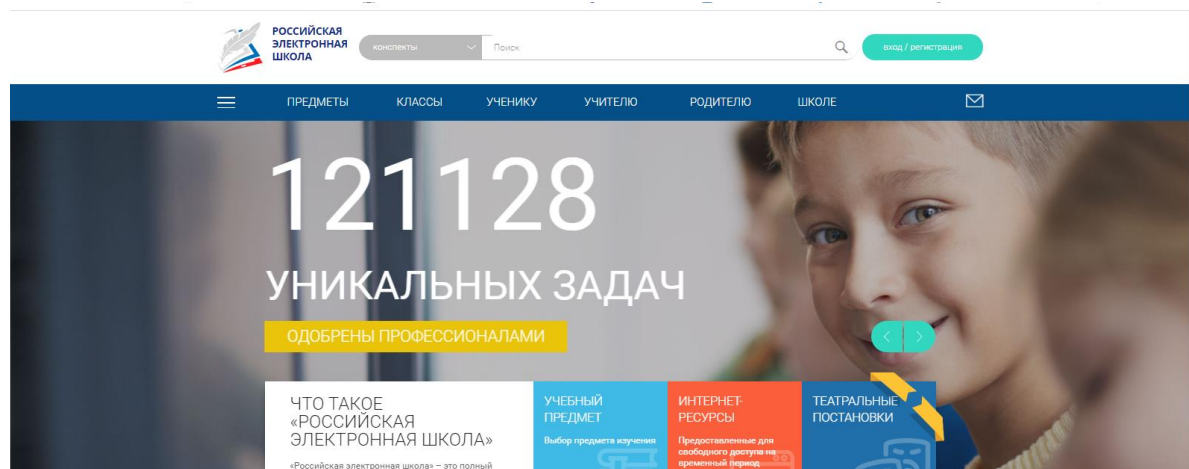 РОССИЙСКАЯ
ЭЛЕКТРОННАЯ
ШКОЛА
конспекты
Поиск
вход / регистрация
ПРЕДМЕТЫ
КЛАССЫ
УЧЕНИКУ
УЧИТЕЛЮ
РОДИТЕЛЮ
ШКОЛЕ
121128
УНИКАЛЬНЫХ ЗАДАЧ
ОДОБРЕНЫ ПРОФЕССИОНАЛАМИ
ЧТО ТАКОЕ
«РОССИЙСКАЯ
ЭЛЕКТРОННАЯ ШКОЛА»
«Российская электронная школа» – это полный
УЧЕБНЫЙ
ПРЕДМЕТ
Выбор предмета изучения
ИНТЕРНЕТ-
РЕСУРСЫ
Предоставленные для
свободного доступа на
временный период
ТЕАТРАЛЬНЫЕ
ПОСТАНОВКИ